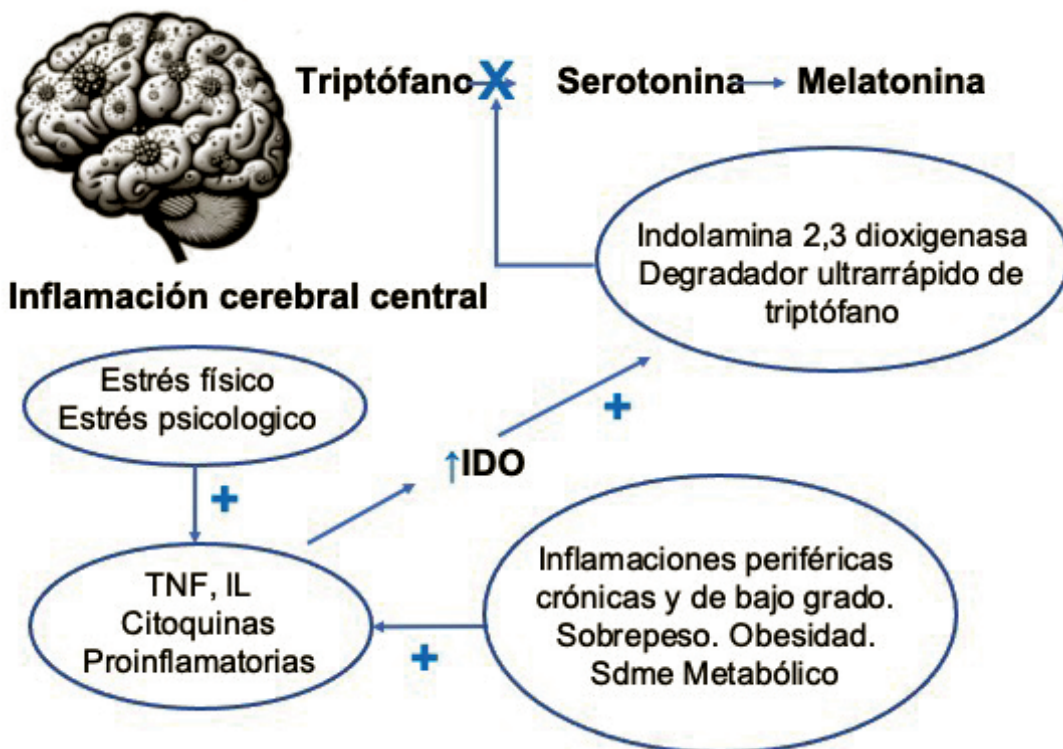 Triptófano
Serotonina
Melatonina
Indolamina 2,3 dioxigenasa
Degradador ultrarrápido de
triptófano
Inflamación cerebral central
Estrés físico
Estrés psicologico
+
↑IDO
+
TNF, IL
Citoquinas
Proinflamatorias
+
Inflamaciones periféricas
crónicas y de bajo grado.
Sobrepeso. Obesidad.
Sdme Metabólico